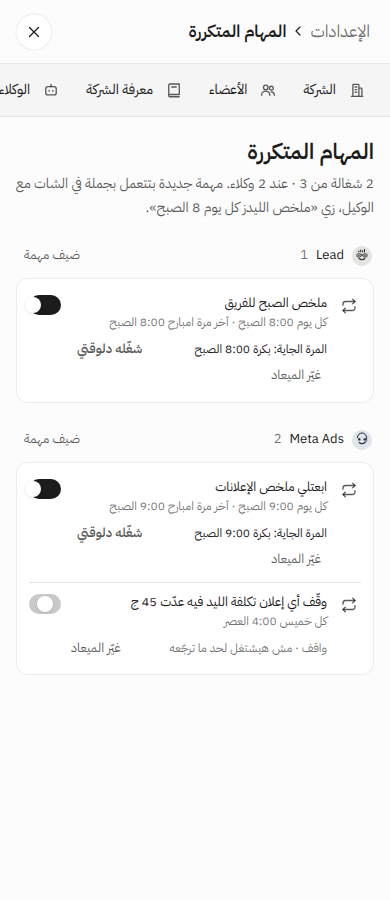 الإعدادات › المهام المتكررة
الشركة الأعضاء معرفة الشركة الوكلاء
المهام المتكررة
2 شغالة من 3 · عند 2 وكلاء. مهمة جديدة بتتعمل بجملة في الشات مع
الوكيل، زي «ملخص الليدز كل يوم 8 الصبح».
Lead 1 ضيف مهمة
ملخص الصبح للفريق
كل يوم 8:00 الصبح · آخر مرة امبارح 8:00 الصبح
المرة الجاية: بكرة 8:00 الصبح شغّله دلوقتي
غيّر الميعاد
Meta Ads 2 ضيف مهمة
ابعتلي ملخص الإعلانات
كل يوم 9:00 الصبح · آخر مرة امبارح 9:00 الصبح
المرة الجاية: بكرة 9:00 الصبح شغّله دلوقتي
غيّر الميعاد
وقّف أي إعلان تكلفة الليد فيه عدّت 45 ج
كل خميس 4:00 العصر
واقف · مش هيشتغل لحد ما ترجّعه غيّر الميعاد